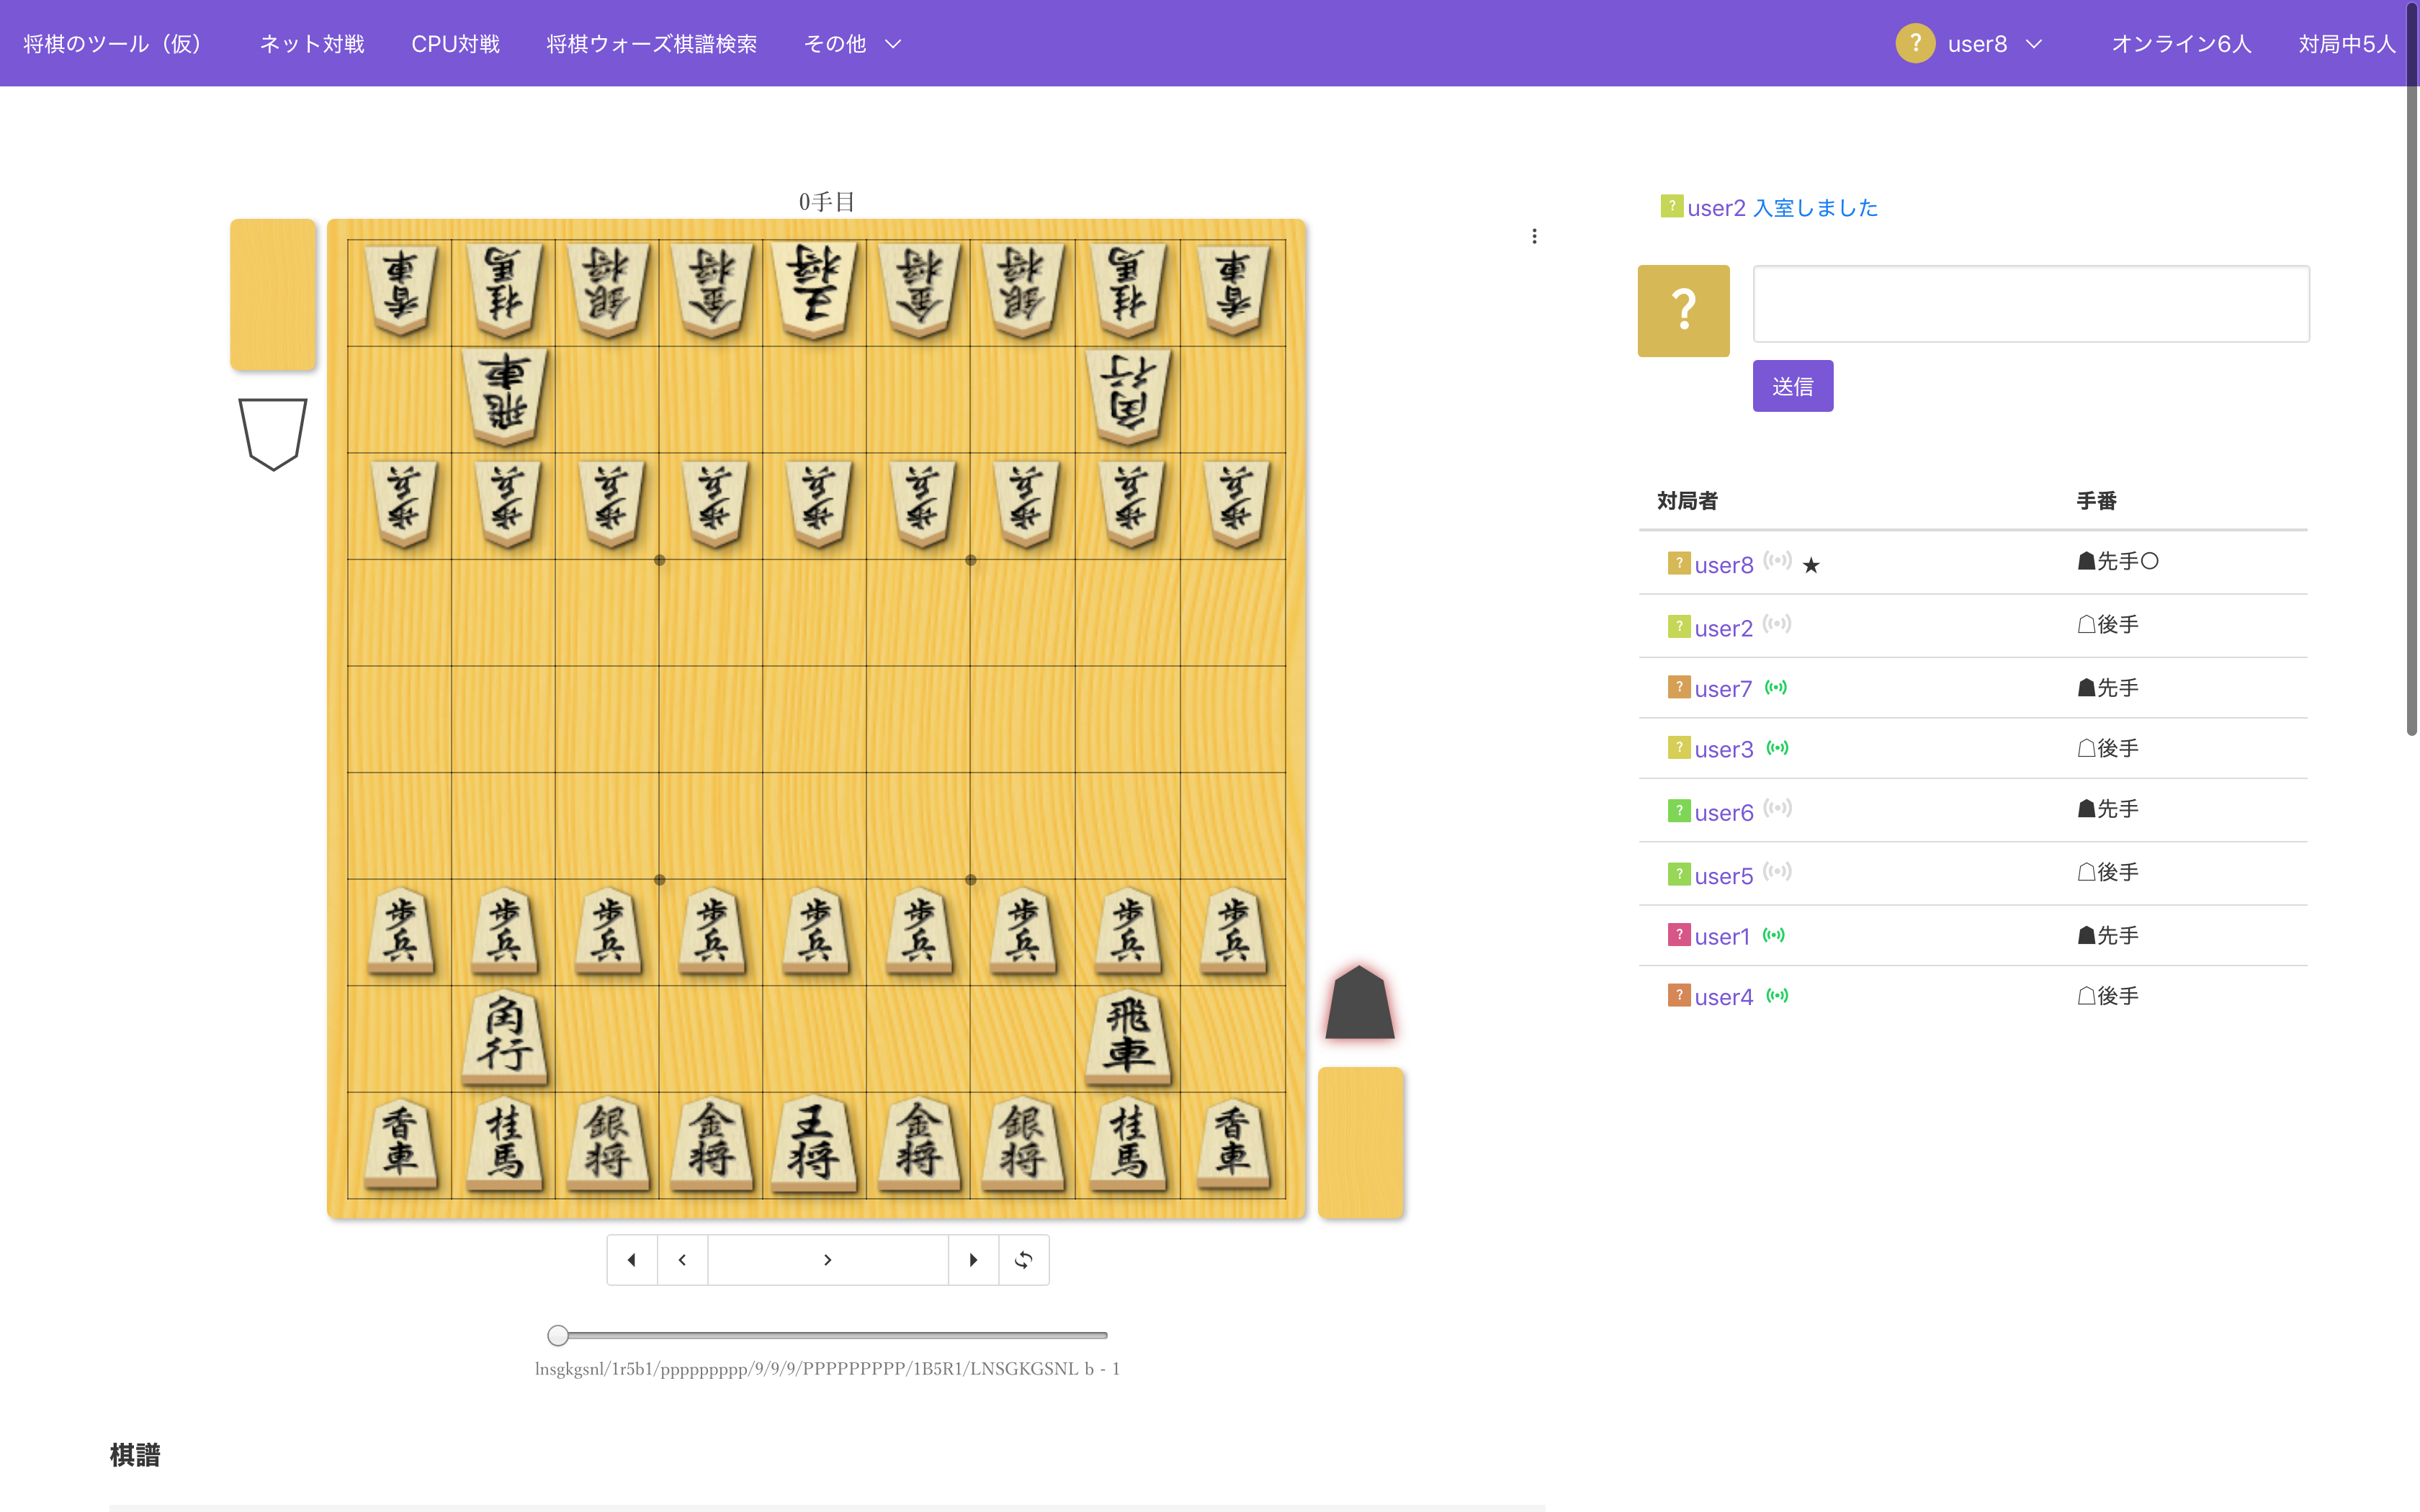 将棋のツール（仮） ネット対戦 CPU対戦 将棋ウォーズ棋譜検索 その他 ? user8 オンライン6人 対局中5人
0手目
香車 桂馬 銀将 金将 王将 金将 銀将 桂馬 香車
飛車 角行
歩兵 歩兵 歩兵 歩兵 歩兵 歩兵 歩兵 歩兵 歩兵
歩兵 歩兵 歩兵 歩兵 歩兵 歩兵 歩兵 歩兵 歩兵
角行 飛車
香車 桂馬 銀将 金将 王将 金将 銀将 桂馬 香車
lnsgkgsnl/1r5b1/ppppppppp/9/9/9/PPPPPPPPP/1B5R1/LNSGKGSNL b - 1
棋譜
? user2 入室しました
?
送信
対局者 手番
? user8 ★ ☗先手〇
? user2 ☖後手
? user7 ☗先手
? user3 ☖後手
? user6 ☗先手
? user5 ☖後手
? user1 ☗先手
? user4 ☖後手